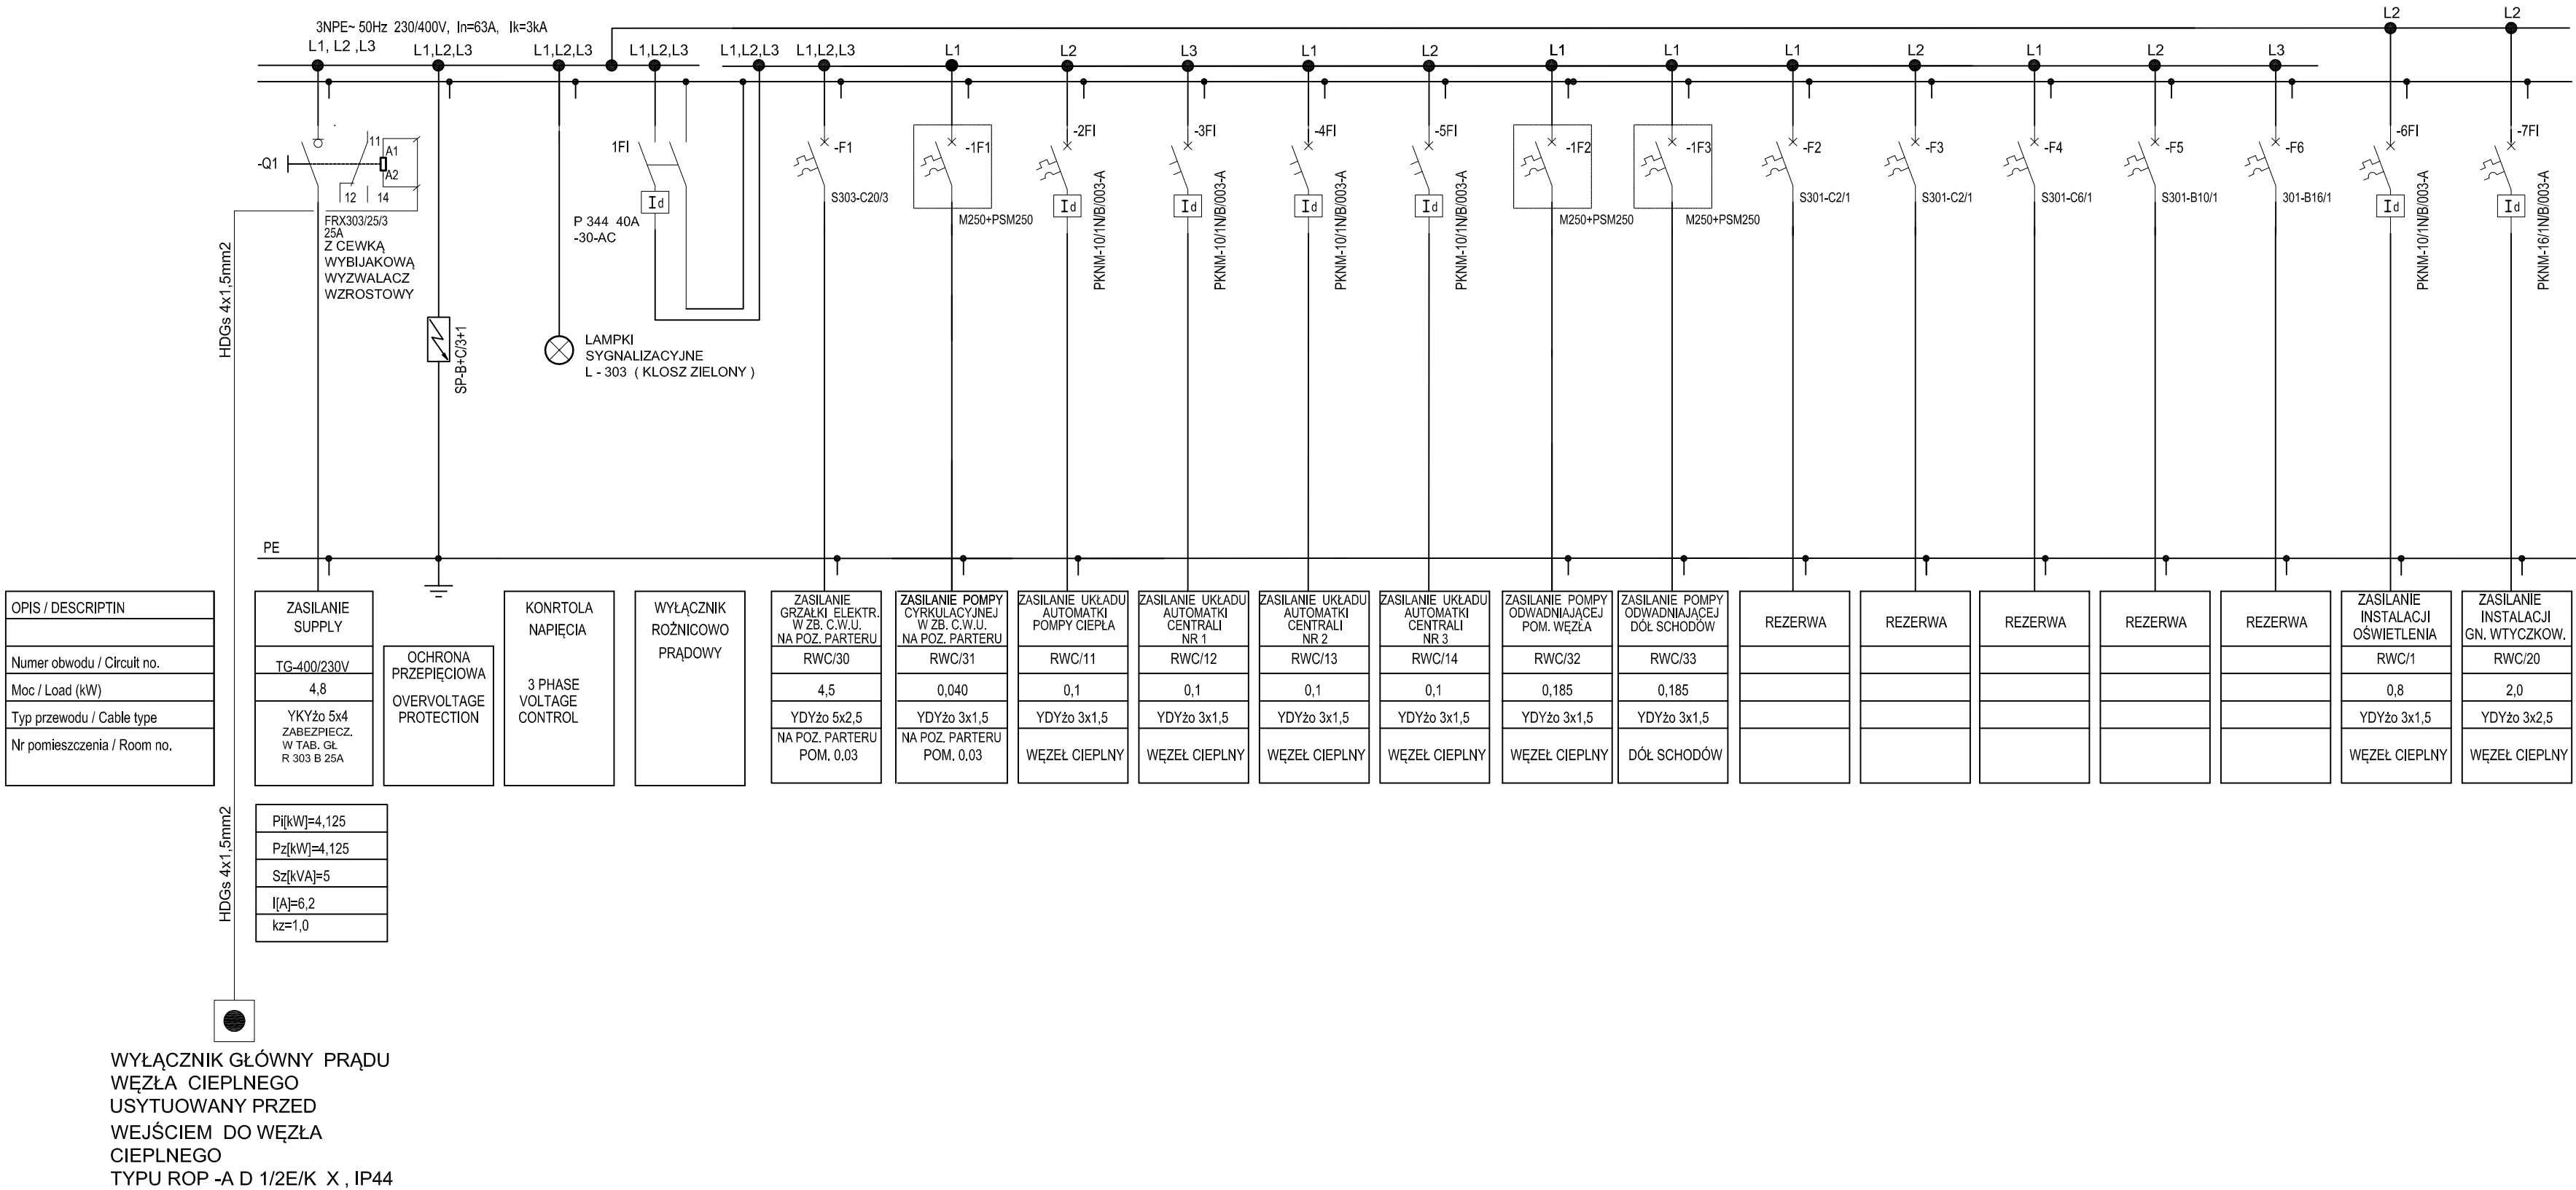 3NPE~ 50Hz 230/400V, In=63A, Ik=3kA
L1, L2 ,L3
L1,L2,L3
L1,L2,L3
L1,L2,L3
L1,L2,L3
L1,L2,L3
L1
L2
L3
L1
L2
L1
L1
L1
L2
L1
L2
L3
L2
L2
-Q1
11
A1
A2
12
14
FRX303/25/3
25A
Z CEWKĄ
WYBIJAKOWĄ
WYZWALACZ
WZROSTOWY
HDGs 4x1,5mm2
SP-B+C/3+1
LAMPKI
SYGNALIZACYJNE
L - 303 ( KLOSZ ZIELONY )
1FI
Id
P 344 40A
-30-AC
-F1
S303-C20/3
-1F1
M250+PSM250
-2FI
Id
PKNM-10/1N/B/003-A
-3FI
Id
PKNM-10/1N/B/003-A
-4FI
Id
PKNM-10/1N/B/003-A
-5FI
Id
PKNM-10/1N/B/003-A
-1F2
M250+PSM250
-1F3
M250+PSM250
-F2
S301-C2/1
-F3
S301-C2/1
-F4
S301-C6/1
-F5
S301-B10/1
-F6
301-B16/1
-6FI
Id
PKNM-10/1N/B/003-A
-7FI
Id
PKNM-16/1N/B/003-A
PE
OPIS / DESCRIPTIN
Numer obwodu / Circuit no.
Moc / Load (kW)
Typ przewodu / Cable type
Nr pomieszczenia / Room no.
ZASILANIE
SUPPLY
TG-400/230V
4,8
YKYżo 5x4
ZABEZPIECZ.
W TAB. GŁ
R 303 B 25A
OCHRONA
PRZEPIĘCIOWA
OVERVOLTAGE
PROTECTION
KONRTOLA
NAPIĘCIA
3 PHASE
VOLTAGE
CONTROL
WYŁĄCZNIK
ROŻNICOWO
PRĄDOWY
ZASILANIE
GRZAŁKI ELEKTR.
W ZB. C.W.U.
NA POZ. PARTERU
RWC/30
4,5
YDYżo 5x2,5
NA POZ. PARTERU
POM. 0.03
ZASILANIE POMPY
CYRKULACYJNEJ
W ZB. C.W.U.
NA POZ. PARTERU
RWC/31
0,040
YDYżo 3x1,5
NA POZ. PARTERU
POM. 0.03
ZASILANIE UKŁADU
AUTOMATKI
POMPY CIEPŁA
RWC/11
0,1
YDYżo 3x1,5
WĘZEŁ CIEPLNY
ZASILANIE UKŁADU
AUTOMATKI
CENTRALI
NR 1
RWC/12
0,1
YDYżo 3x1,5
WĘZEŁ CIEPLNY
ZASILANIE UKŁADU
AUTOMATKI
CENTRALI
NR 2
RWC/13
0,1
YDYżo 3x1,5
WĘZEŁ CIEPLNY
ZASILANIE UKŁADU
AUTOMATKI
CENTRALI
NR 3
RWC/14
0,1
YDYżo 3x1,5
WĘZEŁ CIEPLNY
ZASILANIE POMPY
ODWADNIAJĄCEJ
POM. WĘZŁA
RWC/32
0,185
YDYżo 3x1,5
WĘZEŁ CIEPLNY
ZASILANIE POMPY
ODWADNIAJĄCEJ
DÓŁ SCHODÓW
RWC/33
0,185
YDYżo 3x1,5
DÓŁ SCHODÓW
REZERWA
REZERWA
REZERWA
REZERWA
REZERWA
ZASILANIE
INSTALACJI
OŚWIETLENIA
RWC/1
0,8
YDYżo 3x1,5
WĘZEŁ CIEPLNY
ZASILANIE
INSTALACJI
GN. WTYCZKOW.
RWC/20
2,0
YDYżo 3x2,5
WĘZEŁ CIEPLNY
HDGs 4x1,5mm2
Pi[kW]=4,125
Pz[kW]=4,125
Sz[kVA]=5
I[A]=6,2
kz=1,0
WYŁĄCZNIK GŁÓWNY PRĄDU
WĘZŁA CIEPLNEGO
USYTUOWANY PRZED
WEJŚCIEM DO WĘZŁA
CIEPLNEGO
TYPU ROP -A D 1/2E/K X , IP44